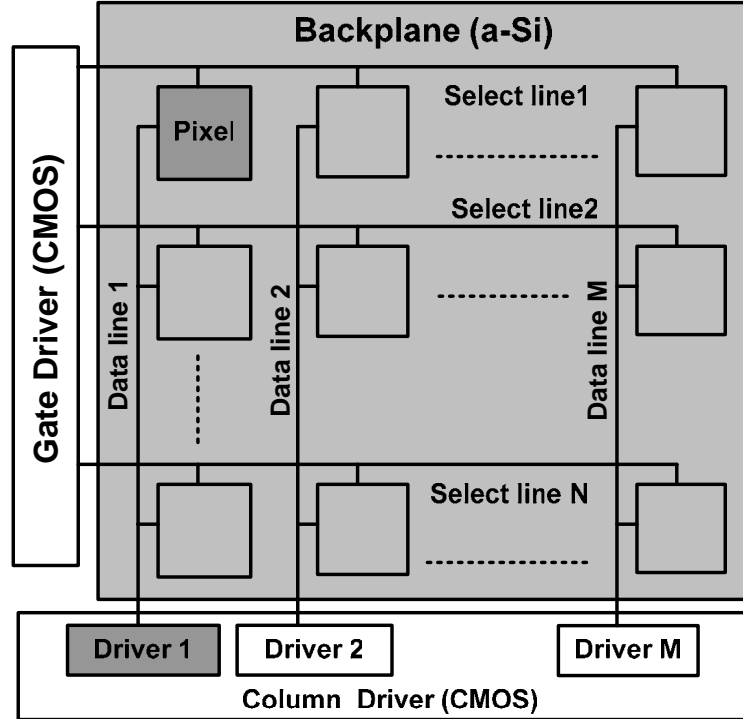 Backplane (a-Si)
Gate Driver (CMOS)
Select line1
Pixel
Select line2
Data line 1
Data line 2
Data line M
Select line N
Driver 1
Driver 2
Driver M
Column Driver (CMOS)